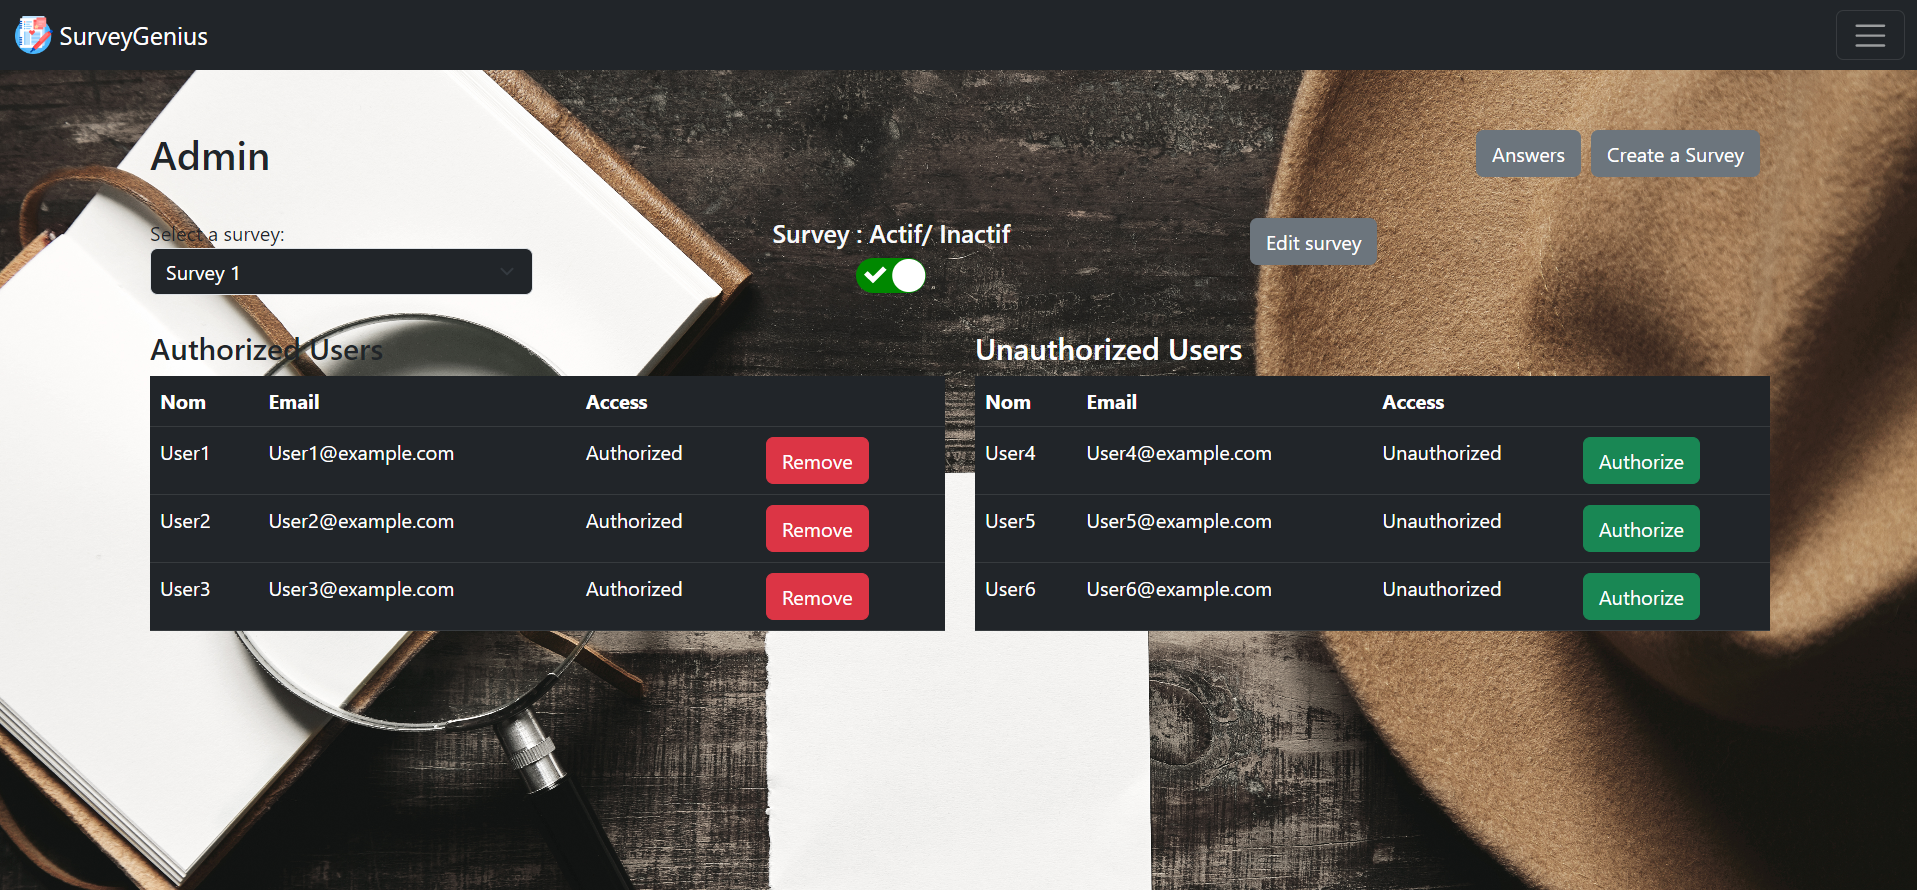 SurveyGenius
Admin
Answers
Create a Survey
Select a survey:
Survey 1
Survey : Actif/ Inactif
Edit survey
Authorized Users
Nom Email Access
User1 User1@example.com Authorized Remove
User2 User2@example.com Authorized Remove
User3 User3@example.com Authorized Remove
Unauthorized Users
Nom Email Access
User4 User4@example.com Unauthorized Authorize
User5 User5@example.com Unauthorized Authorize
User6 User6@example.com Unauthorized Authorize